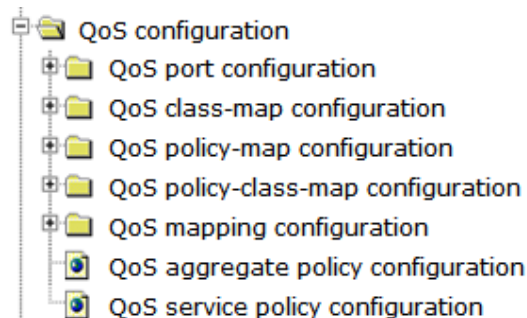 QoS configuration
QoS port configuration
QoS class-map configuration
QoS policy-map configuration
QoS policy-class-map configuration
QoS mapping configuration
QoS aggregate policy configuration
QoS service policy configuration